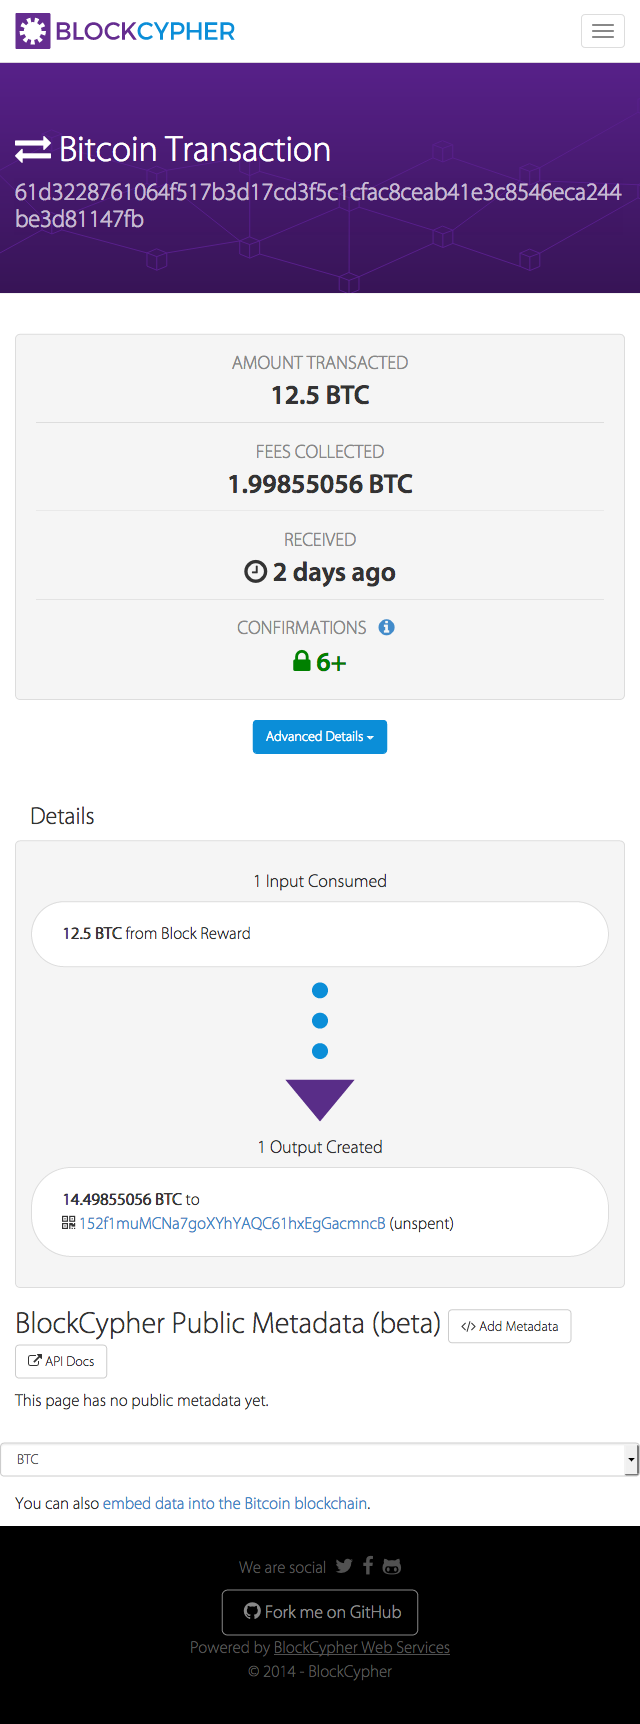 BLOCKCYPHER
Bitcoin Transaction
61d3228761064f517b3d17cd3f5c1cfac8ceab41e3c8546eca244
be3d81147fb
AMOUNT TRANSACTED
12.5 BTC
FEES COLLECTED
1.99855056 BTC
RECEIVED
2 days ago
CONFIRMATIONS
6+
Advanced Details
Details
1 Input Consumed
12.5 BTC from Block Reward
1 Output Created
14.49855056 BTC to
152f1muMCNa7goXYhYAQC61hxEgGacmncB (unspent)
BlockCypher Public Metadata (beta) </> Add Metadata
API Docs
This page has no public metadata yet.
BTC
You can also embed data into the Bitcoin blockchain.
We are social
Fork me on GitHub
Powered by BlockCypher Web Services
© 2014 - BlockCypher